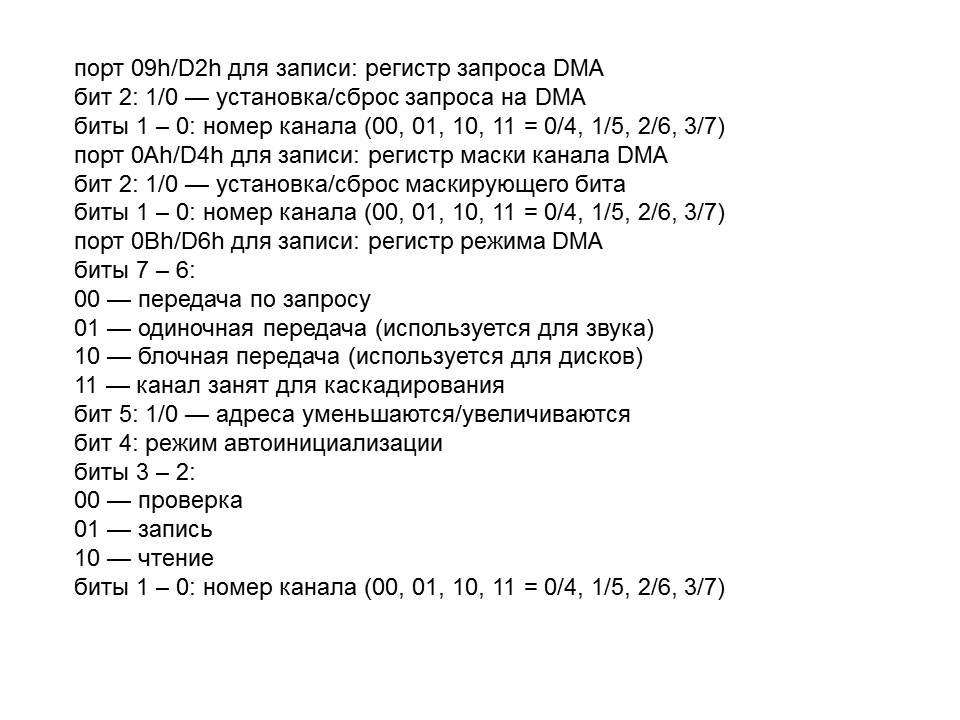 порт 09h/D2h для записи: регистр запроса DMA
бит 2: 1/0 — установка/сброс запроса на DMA
биты 1 – 0: номер канала (00, 01, 10, 11 = 0/4, 1/5, 2/6, 3/7)
порт 0Ah/D4h для записи: регистр маски канала DMA
бит 2: 1/0 — установка/сброс маскирующего бита
биты 1 – 0: номер канала (00, 01, 10, 11 = 0/4, 1/5, 2/6, 3/7)
порт 0Bh/D6h для записи: регистр режима DMA
биты 7 – 6:
00 — передача по запросу
01 — одиночная передача (используется для звука)
10 — блочная передача (используется для дисков)
11 — канал занят для каскадирования
бит 5: 1/0 — адреса уменьшаются/увеличиваются
бит 4: режим автоинициализации
биты 3 – 2:
00 — проверка
01 — запись
10 — чтение
биты 1 – 0: номер канала (00, 01, 10, 11 = 0/4, 1/5, 2/6, 3/7)